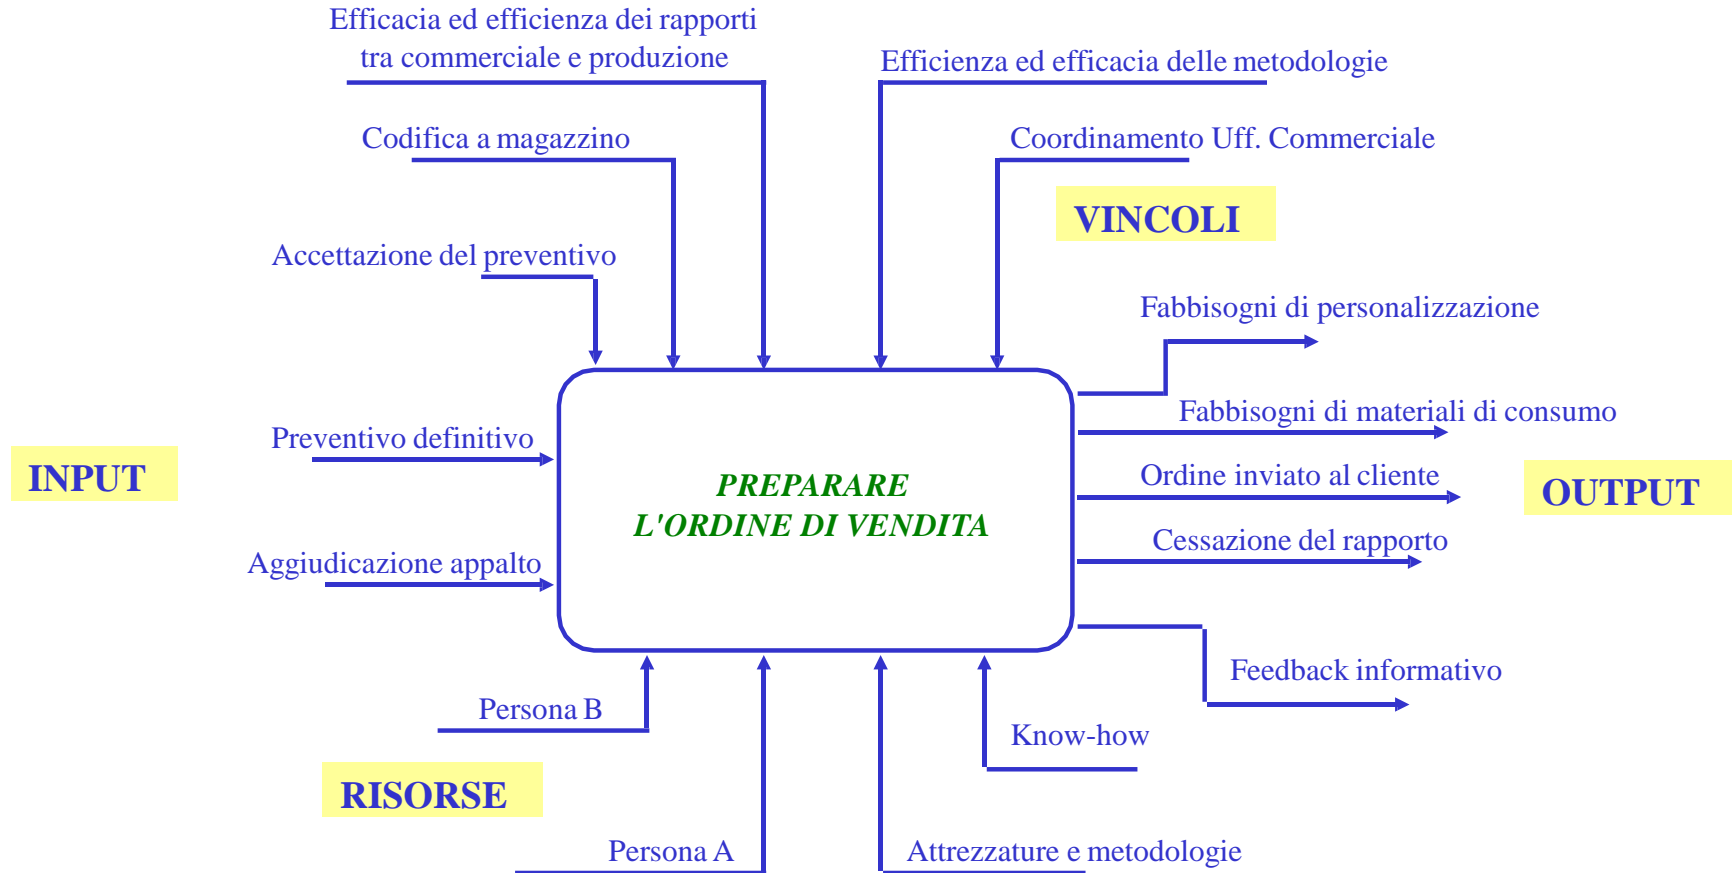 Efficacia ed efficienza dei rapporti
tra commerciale e produzione
Efficienza ed efficacia delle metodologie
Codifica a magazzino
Coordinamento Uff. Commerciale
VINCOLI
Accettazione del preventivo
Fabbisogni di personalizzazione
Fabbisogni di materiali di consumo
Preventivo definitivo
INPUT
PREPARARE
L'ORDINE DI VENDITA
Ordine inviato al cliente
OUTPUT
Cessazione del rapporto
Aggiudicazione appalto
Feedback informativo
Persona B
Know-how
RISORSE
Persona A
Attrezzature e metodologie